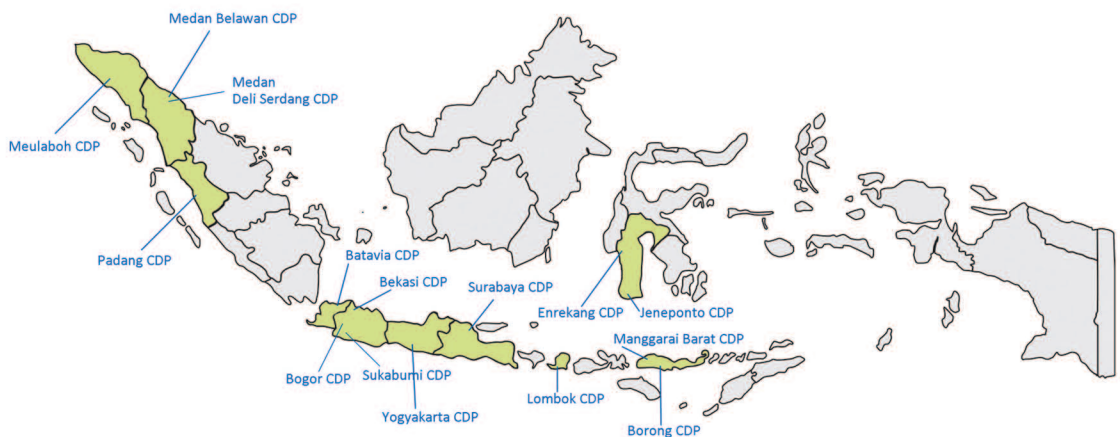 Medan Belawan CDP
Medan
Deli Serdang CDP
Meulaboh CDP
Padang CDP
Batavia CDP
Bekasi CDP
Surabaya CDP
Enrekang CDP
Jeneponto CDP
Manggarai Barat CDP
Bogor CDP
Sukabumi CDP
Lombok CDP
Yogyakarta CDP
Borong CDP